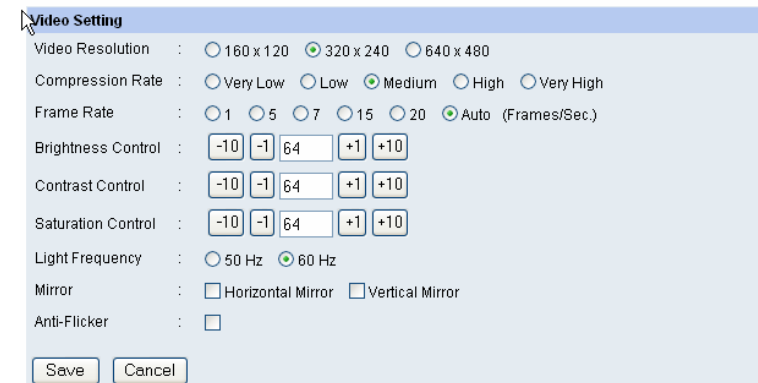 Video Setting
Video Resolution : 160 x 120 320 x 240 640 x 480
Compression Rate : Very Low Low Medium High Very High
Frame Rate : 1 5 7 15 20 Auto (Frames/Sec.)
Brightness Control : -10 -1 64 +1 +10
Contrast Control : -10 -1 64 +1 +10
Saturation Control : -10 -1 64 +1 +10
Light Frequency : 50 Hz 60 Hz
Mirror : Horizontal Mirror Vertical Mirror
Anti-Flicker :
Save Cancel